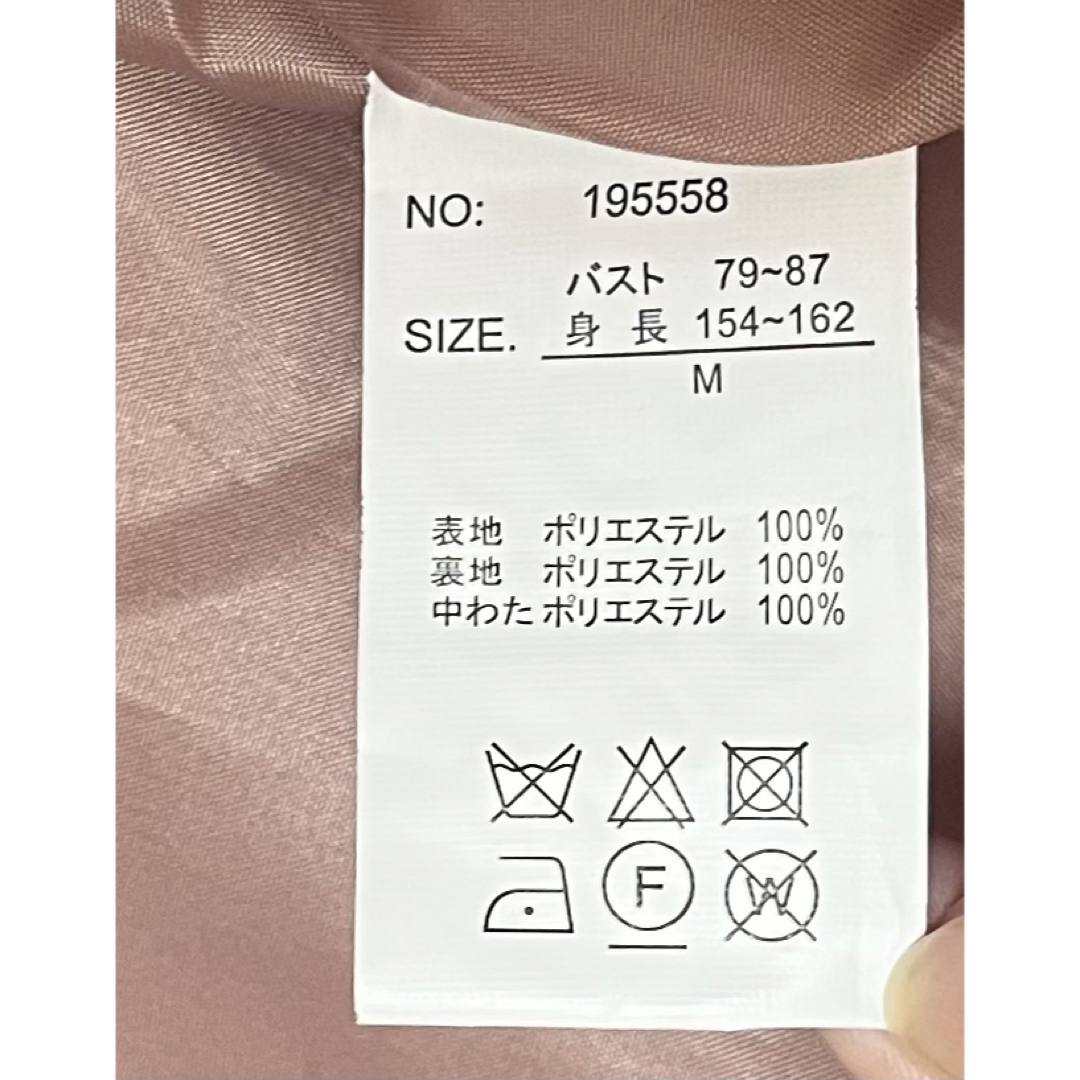 NO: 195558
バスト 79~87
SIZE. 身長 154~162
M
表地 ポリエステル 100%
裏地 ポリエステル 100%
中わた ポリエステル 100%
F
W